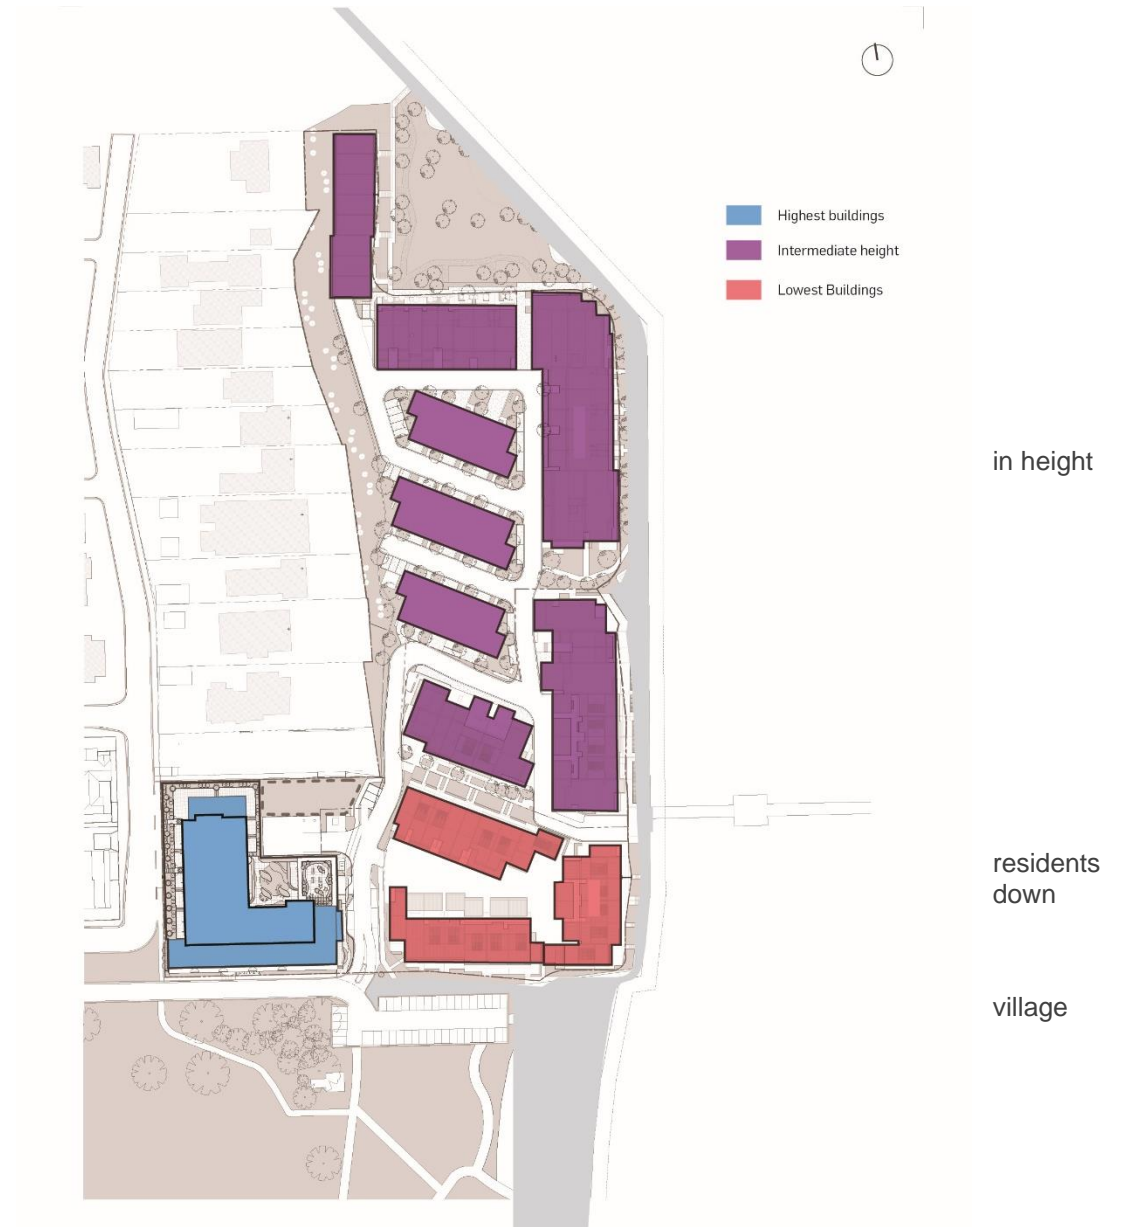 Highest buildings
Intermediate height
Lowest Buildings
in height
residents
down
village